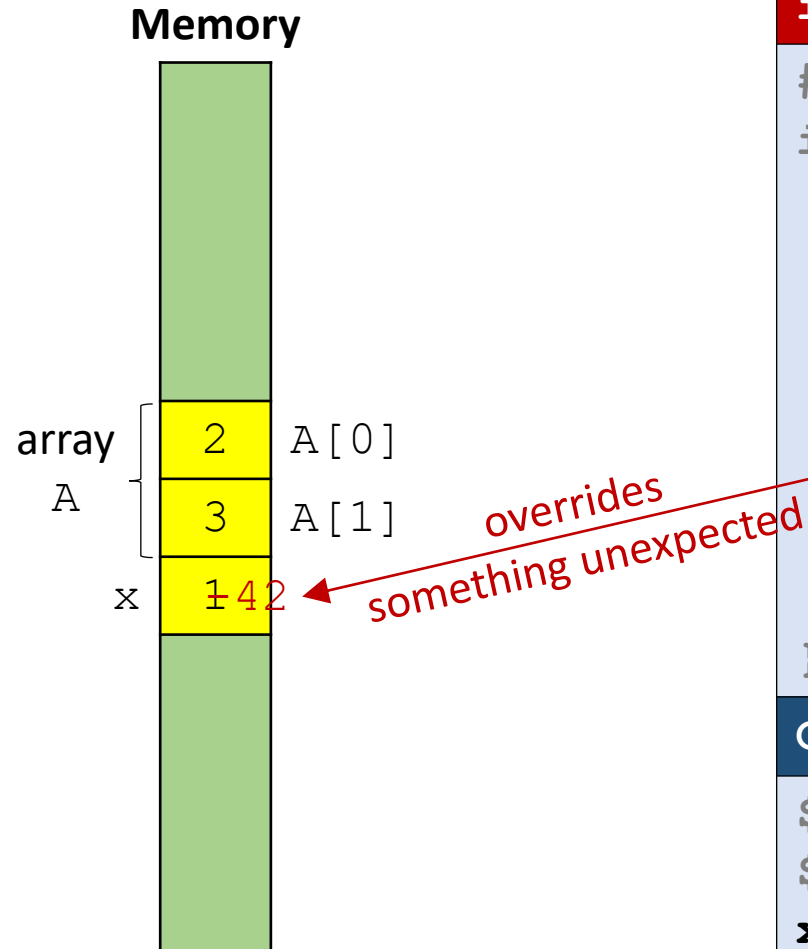 Memory
array 2 A[0]
A 3 A[1]
x 1 42
overrides
something unexpected
#
$
$
x